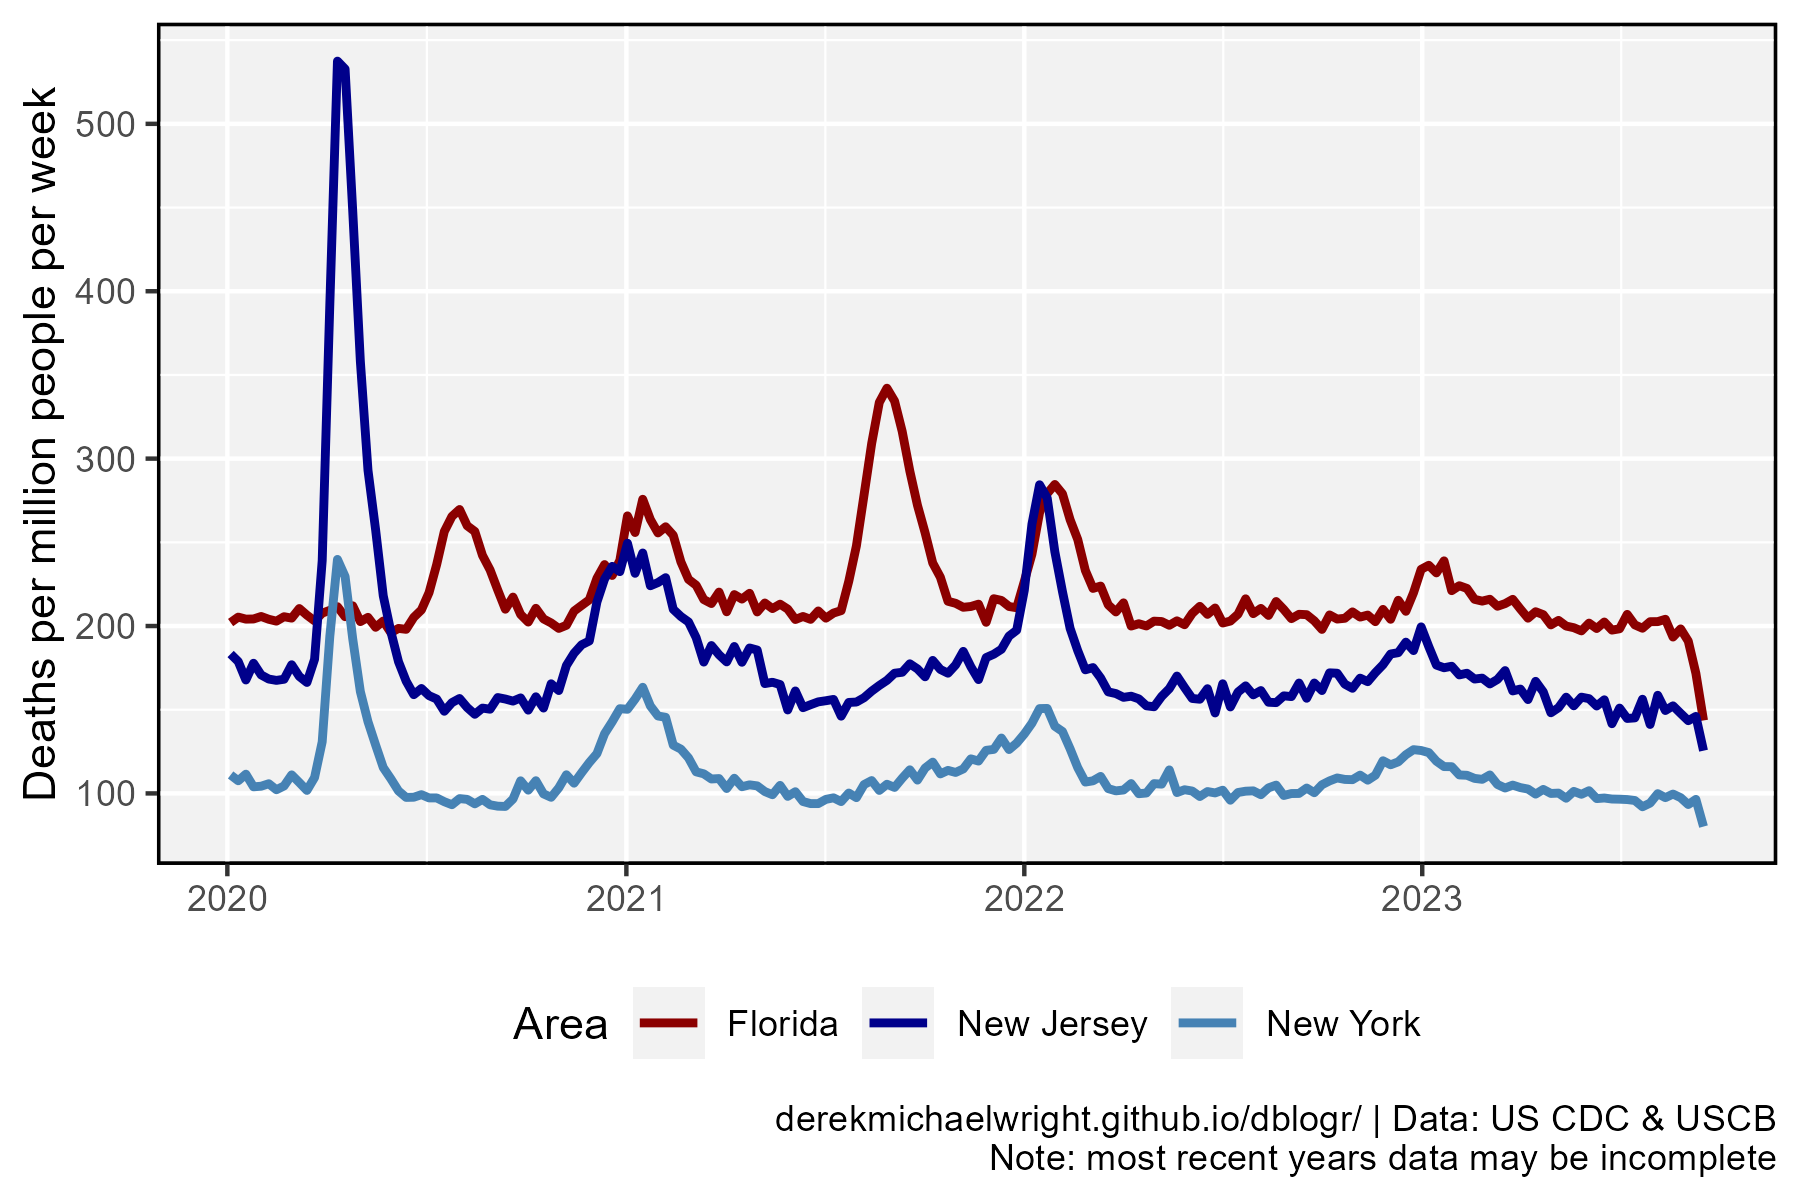 Deaths per million people per week
500
400
300
200
100
2020 2021 2022 2023
Area Florida New Jersey New York
derekmichaelwright.github.io/dblogr/ | Data: US CDC & USCB
Note: most recent years data may be incomplete